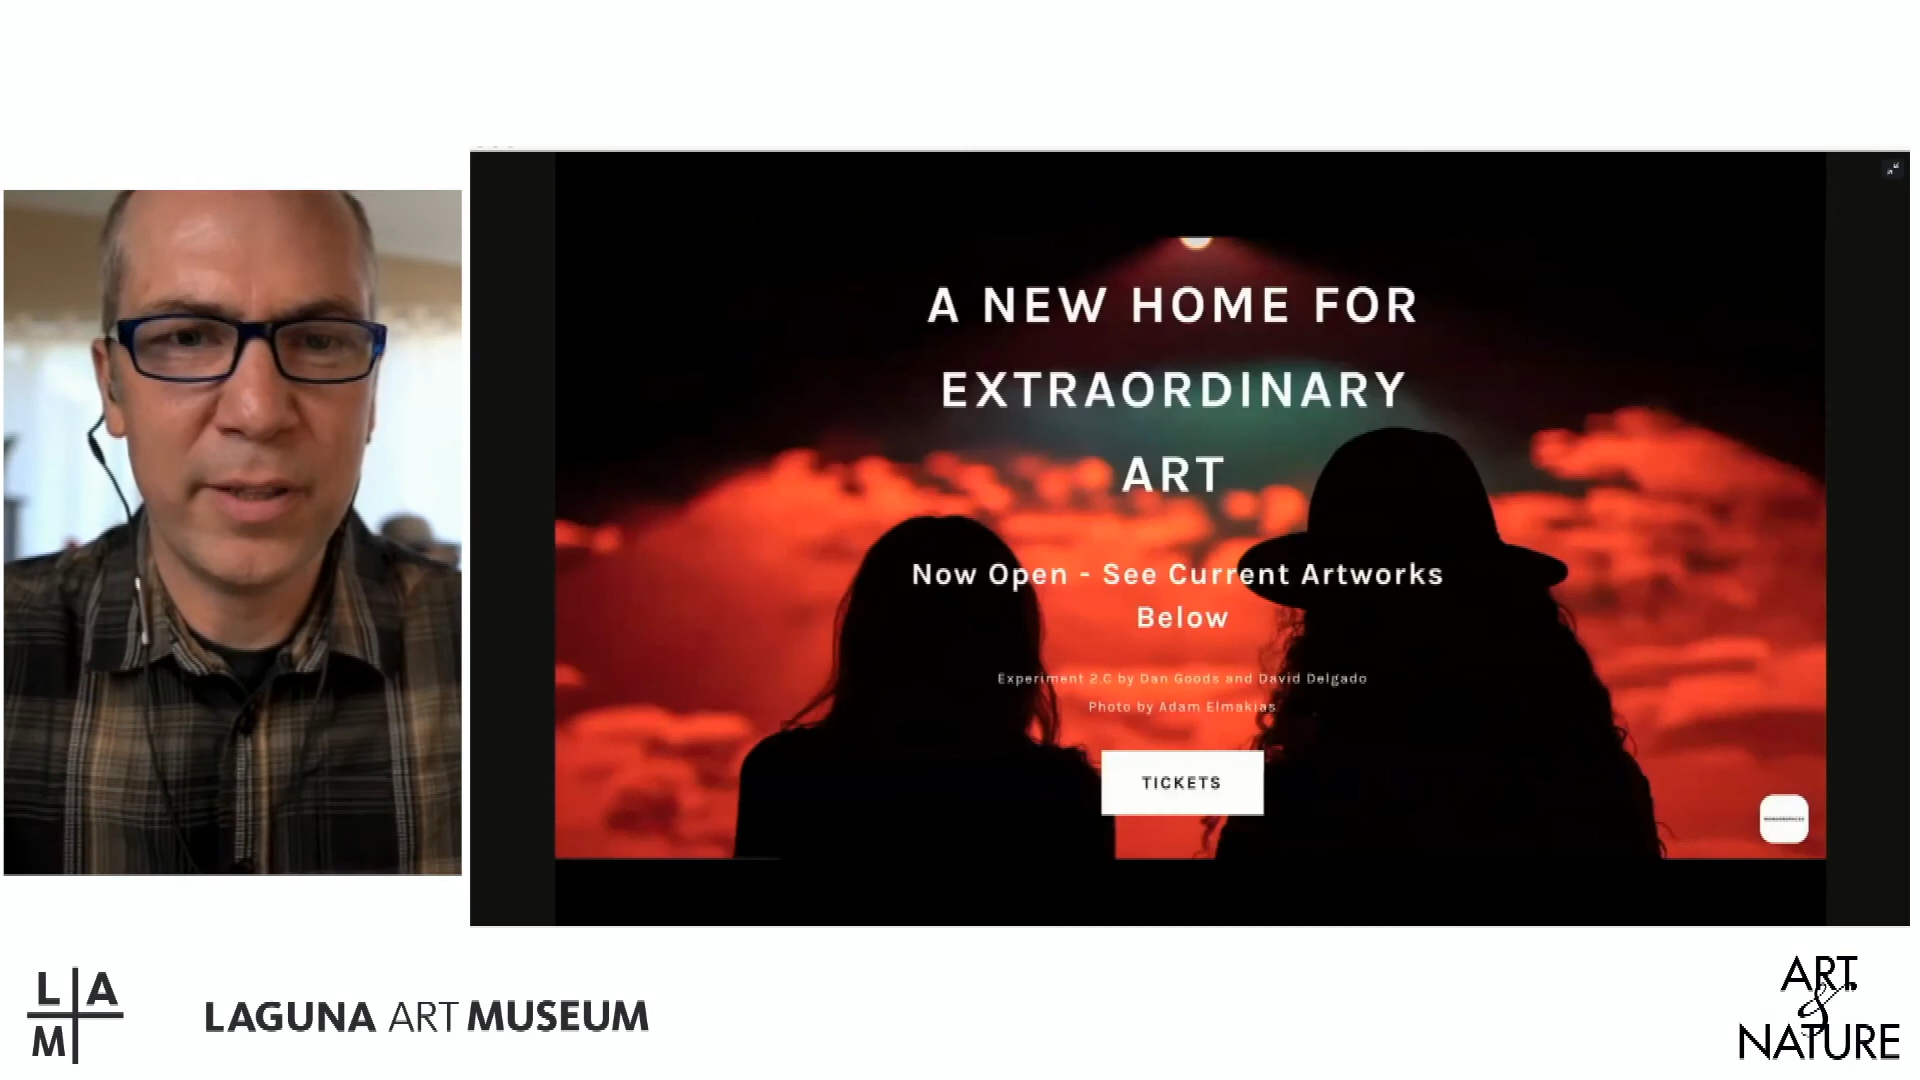 A NEW HOME FOR
EXTRAORDINARY
ART
Now Open - See Current Artworks
Below
Experiment 2.C by Dan Goods and David Delgado
Photo by Adam Elmakias
TICKETS
WONDERSPACES
L A
M
LAGUNA ART MUSEUM
ART
&
NATURE